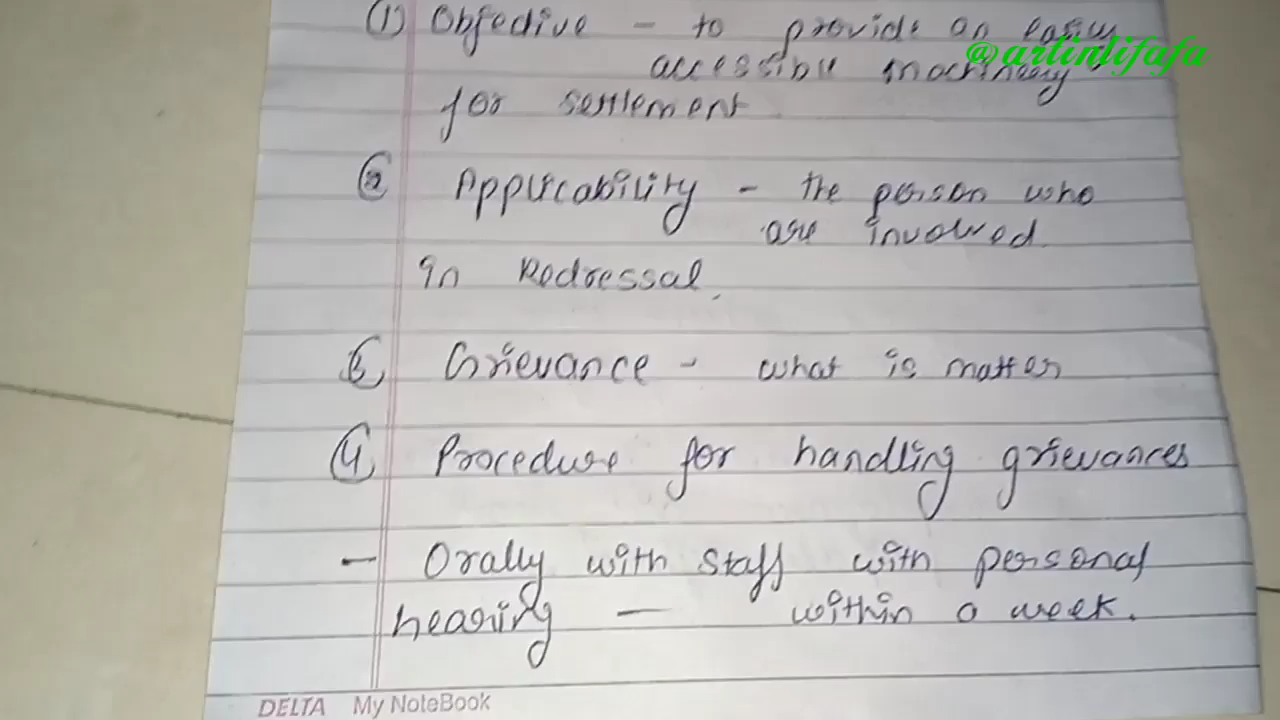 (1) Objective - to provide an easily
@artinlifafa
accessible machinery
for settlement
(2) Applicability - the person who
are involved
in Redressal.
(3) Grievance - what is matter
(4) Procedure for handling grievances
- Orally with staff with personal
hearing - within a week.
DELTA My NoteBook